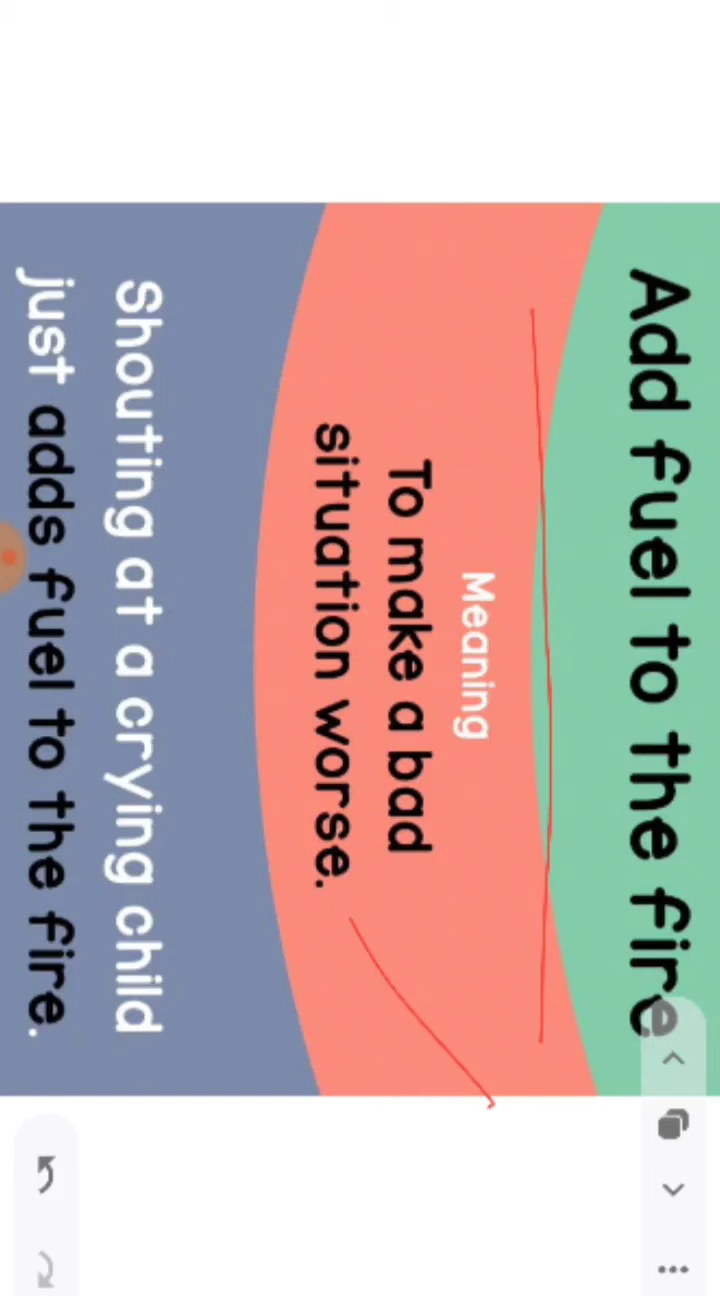 Add fuel to the fire
Meaning
To make a bad
situation worse.
Shouting at a crying child
just adds fuel to the fire.